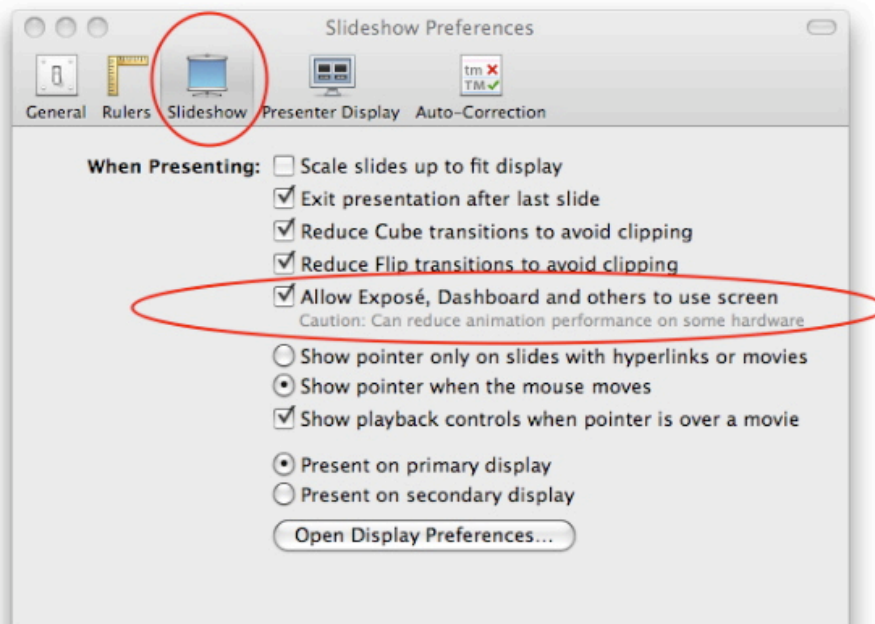 Slideshow Preferences
tm
TM
General Rulers Slideshow Presenter Display Auto-Correction
When Presenting: Scale slides up to fit display
Exit presentation after last slide
Reduce Cube transitions to avoid clipping
Reduce Flip transitions to avoid clipping
Allow Exposé, Dashboard and others to use screen
Caution: Can reduce animation performance on some hardware
Show pointer only on slides with hyperlinks or movies
Show pointer when the mouse moves
Show playback controls when pointer is over a movie
Present on primary display
Present on secondary display
Open Display Preferences...